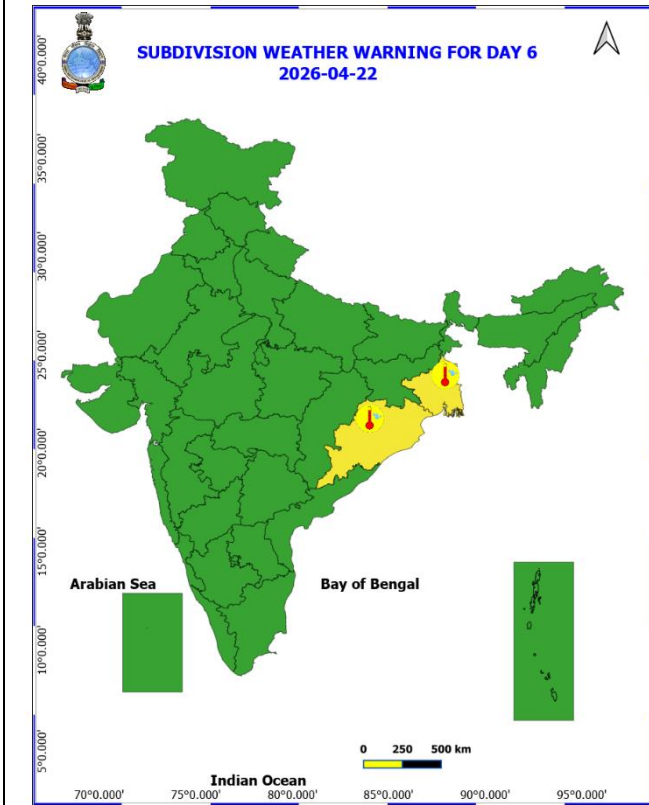 SUBDIVISION WEATHER WARNING FOR DAY 6
2026-04-22
40°0.000'
35°0.000'
30°0.000'
25°0.000'
20°0.000'
15°0.000'
10°0.000'
5°0.000'
Arabian Sea
Bay of Bengal
0 250 500 km
Indian Ocean
70°0.000' 75°0.000' 80°0.000' 85°0.000' 90°0.000' 95°0.000'